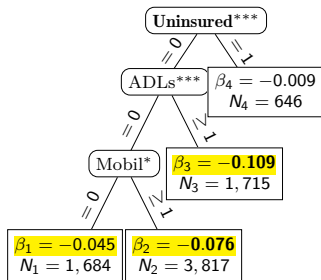 Uninsured***
= 0
= 1
ADLs***
β₄ = −0.009
N₄ = 646
= 0
≥ 1
Mobil*
β₃ = −0.109
N₃ = 1, 715
= 0
≥ 1
β₁ = −0.045
N₁ = 1, 684
β₂ = −0.076
N₂ = 3, 817